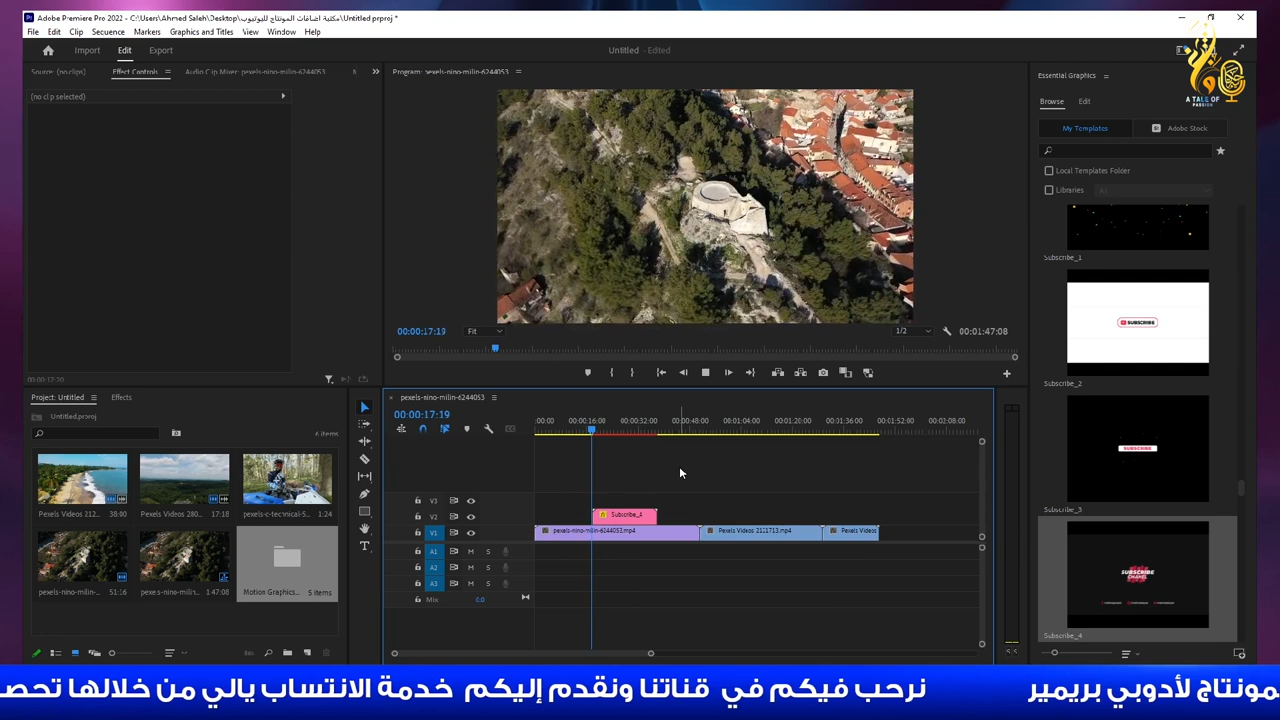 Adobe Premiere Pro 2022 - C:\Users\Ahmed Saleh\Desktop\مكتبة اضافات المونتاج لليوتيوب\Untitled.prproj *
File Edit Clip Sequence Markers Graphics and Titles View Window Help
Import Edit Export
Untitled - Edited
A TALE OF
PASSION
Source: (no clips) Effect Controls Audio Clip Mixer: pexels-nino-milin-6244053
Program: pexels-nino-milin-6244053
Essential Graphics
(no clip selected)
Browse Edit
My Templates Adobe Stock
Local Templates Folder
Libraries All
Subscribe_1
SUBSCRIBE
Subscribe_2
SUBSCRIBE
Subscribe_3
SUBSCRIBE
CHANEL
Subscribe_4
00:00:17:19 Fit 1/2 00:01:47:08
00:00:17:20
Project: Untitled Effects
Untitled.prproj
6 items
Pexels Videos 212... 38:00
Pexels Videos 280... 17:18
pexels-c-technical-5... 1:24
pexels-nino-milin-... 51:16
pexels-nino-milin... 1:47:08
Motion Graphics... 5 items
pexels-nino-milin-6244053
00:00:17:19
:00:00 00:00:16:00 00:00:32:00 00:00:48:00 00:01:04:00 00:01:20:00 00:01:36:00 00:01:52:00 00:02:08:00
V3
V2 Subscribe_4
V1 pexels-nino-milin-6244053.mp4 Pexels Videos 2111713.mp4 Pexels Videos
A1 M S
A2 M S
A3 M S
Mix 0.0
S S
نرحب فيكم في قناتنا ونقدم إليكم خدمة الانتساب يالي من خلالها تحص
مونتاج لأدوبي بريمير